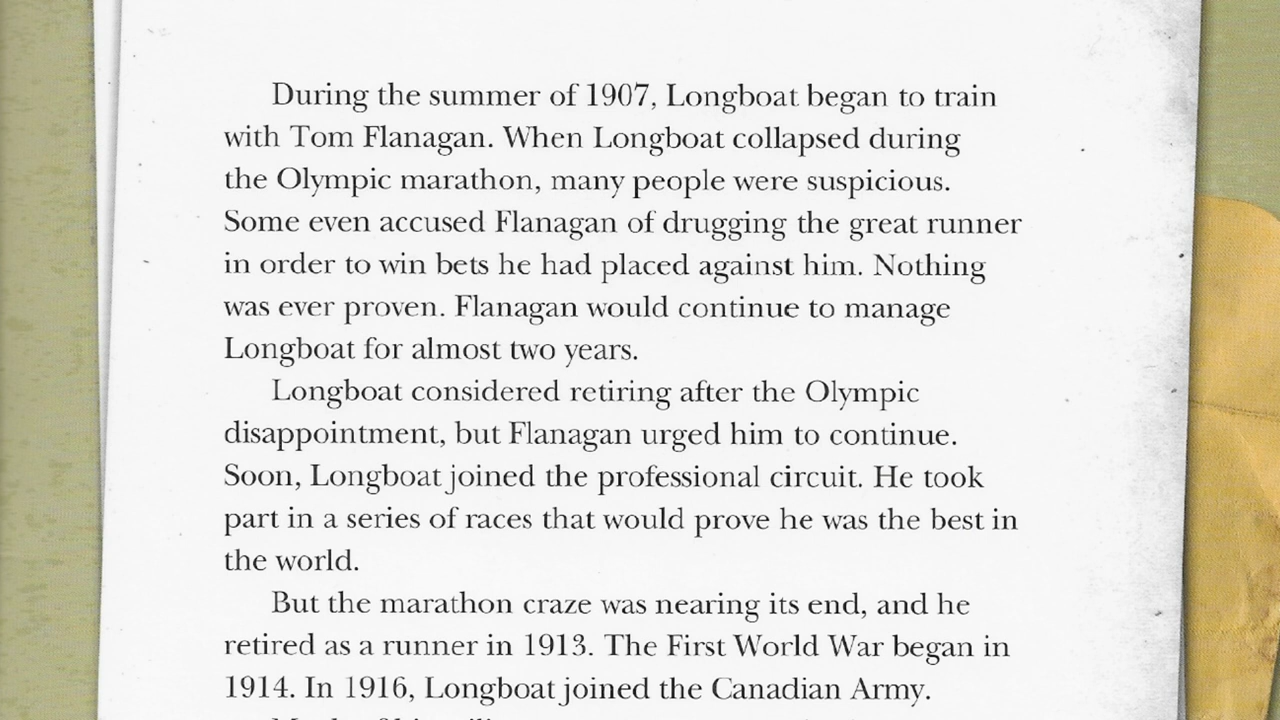 During the summer of 1907, Longboat began to train
with Tom Flanagan. When Longboat collapsed during
the Olympic marathon, many people were suspicious.
Some even accused Flanagan of drugging the great runner
in order to win bets he had placed against him. Nothing
was ever proven. Flanagan would continue to manage
Longboat for almost two years.
Longboat considered retiring after the Olympic
disappointment, but Flanagan urged him to continue.
Soon, Longboat joined the professional circuit. He took
part in a series of races that would prove he was the best in
the world.
But the marathon craze was nearing its end, and he
retired as a runner in 1913. The First World War began in
1914. In 1916, Longboat joined the Canadian Army.